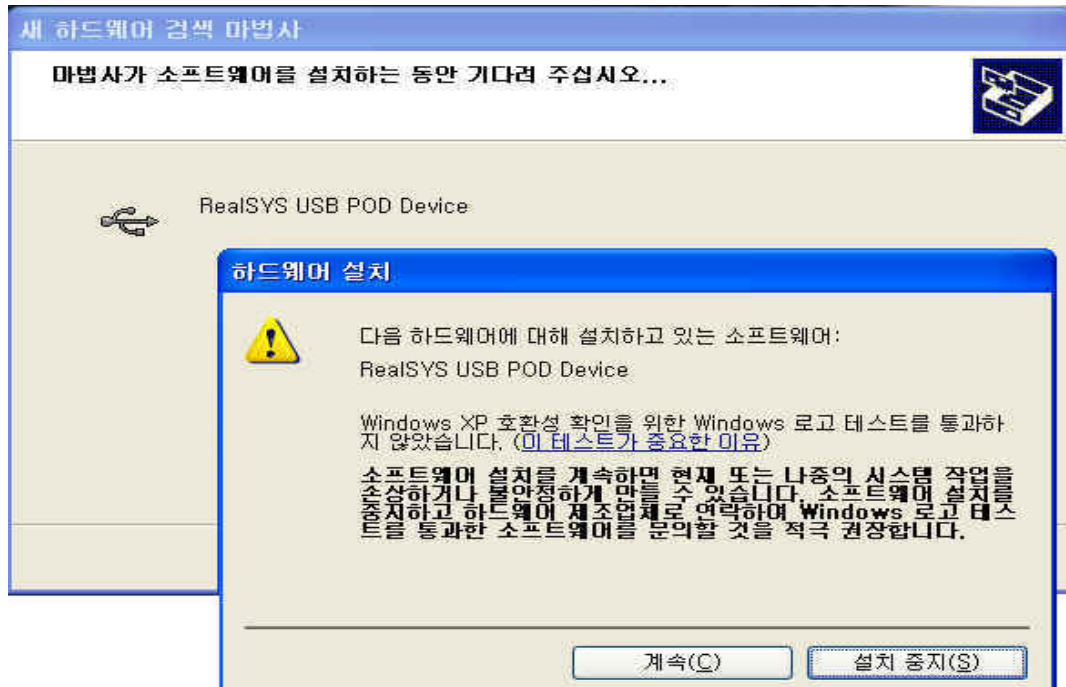 새 하드웨어 검색 마법사
마법사가 소프트웨어를 설치하는 동안 기다려 주십시오...
RealSYS USB POD Device
하드웨어 설치
다음 하드웨어에 대해 설치하고 있는 소프트웨어:
RealSYS USB POD Device
Windows XP 호환성 확인을 위한 Windows 로고 테스트를 통과하
지 않았습니다. (이 테스트가 중요한 이유)
소프트웨어 설치를 계속하면 현재 또는 나중의 시스템 작업을
손상하거나 불안정하게 만들 수 있습니다. 소프트웨어 설치를
중지하고 하드웨어 제조업체로 연락하여 Windows 로고 테스
트를 통과한 소프트웨어를 문의할 것을 적극 권장합니다.
계속(C) 설치 중지(S)